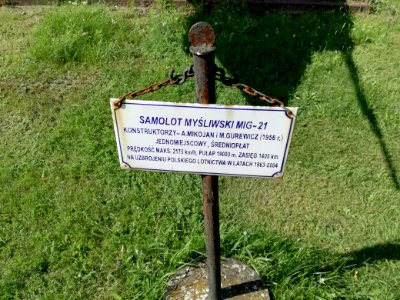 SAMOLOT MYŚLIWSKI MIG-21
KONSTRUKTORZY - A.MIKOJAN i M.GUREWICZ (1956 r.)
JEDNOMIEJSCOWY, ŚREDNIOPŁAT
PRĘDKOŚĆ MAKS. 2175 km/h, PUŁAP 19000 m, ZASIĘG 1400 km
NA UZBROJENIU POLSKIEGO LOTNICTWA W LATACH 1963-2004